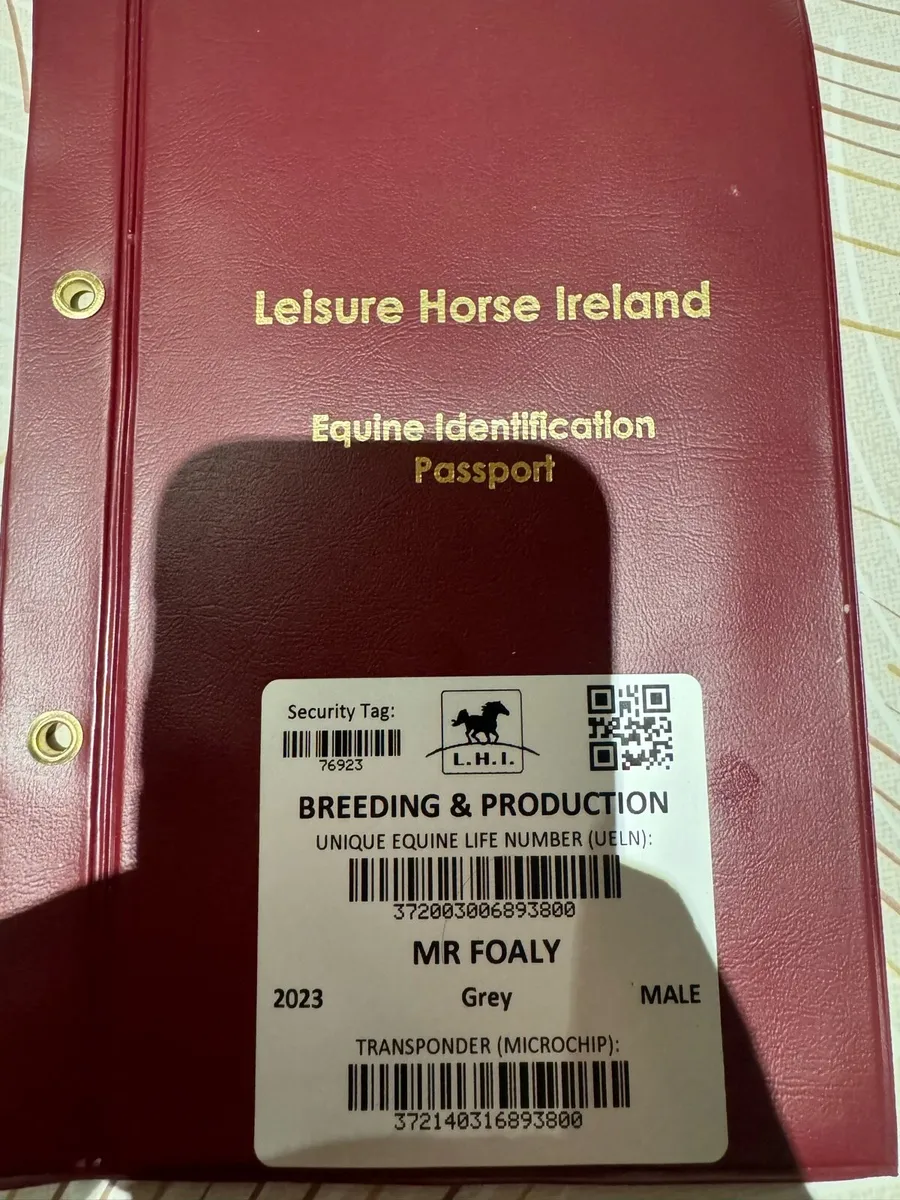 Leisure Horse Ireland
Equine Identification
Passport
Security Tag:
76923
L.H.I.
BREEDING & PRODUCTION
UNIQUE EQUINE LIFE NUMBER (UELN):
372003006893800
MR FOALY
2023 Grey MALE
TRANSPONDER (MICROCHIP):
372140316893800